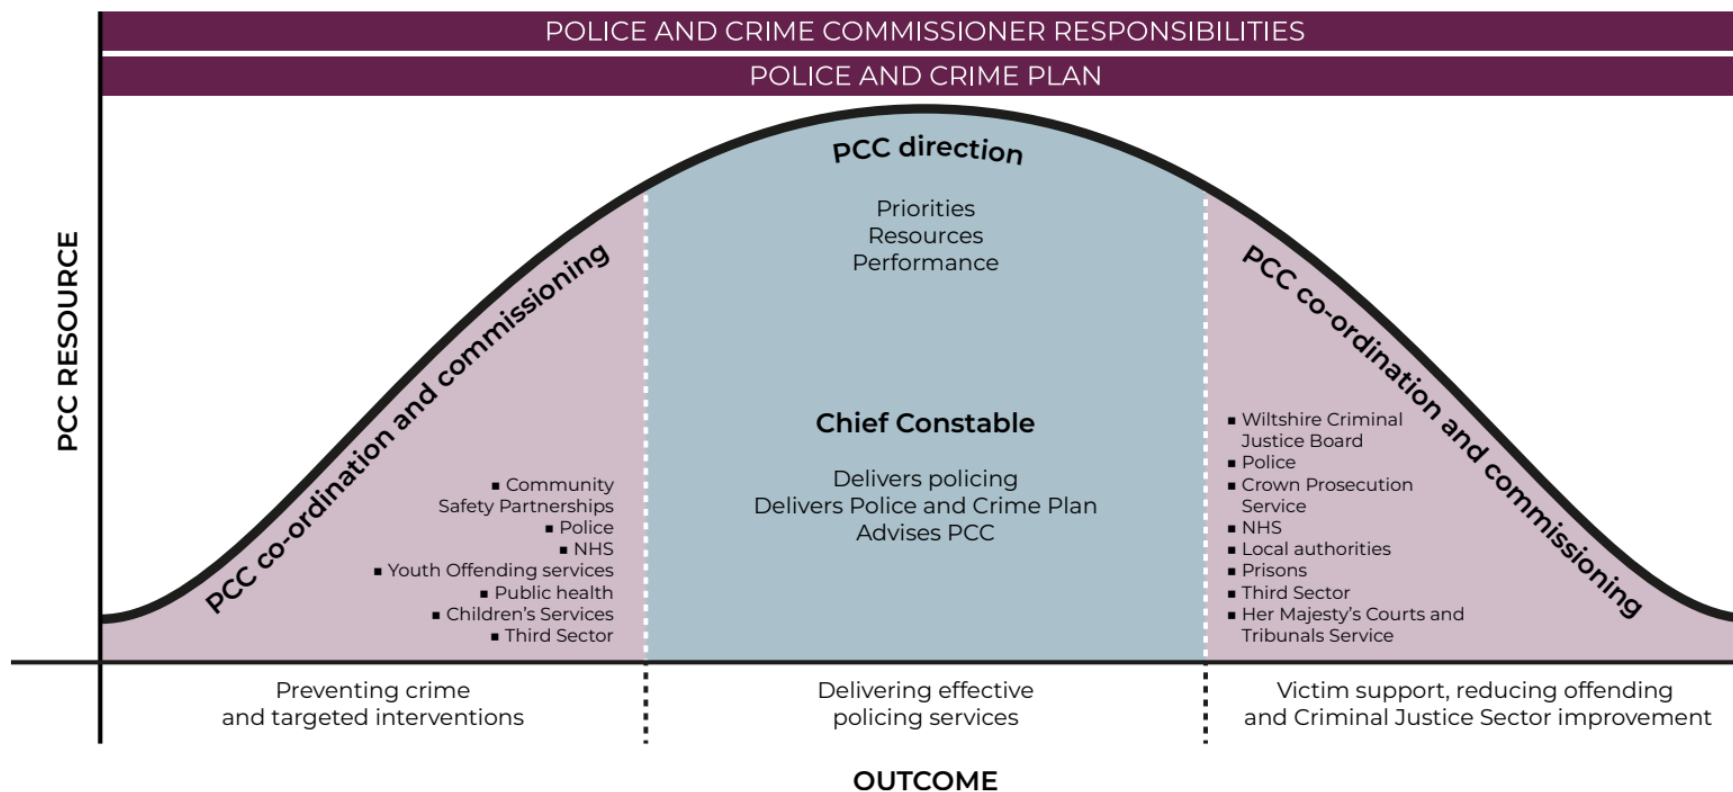 POLICE AND CRIME COMMISSIONER RESPONSIBILITIES
POLICE AND CRIME PLAN
PCC RESOURCE
PCC co-ordination and commissioning
▪ Community
Safety Partnerships
▪ Police
▪ NHS
▪ Youth Offending services
▪ Public health
▪ Children’s Services
▪ Third Sector
PCC direction
Priorities
Resources
Performance
Chief Constable
Delivers policing
Delivers Police and Crime Plan
Advises PCC
PCC co-ordination and commissioning
▪ Wiltshire Criminal
Justice Board
▪ Police
▪ Crown Prosecution
Service
▪ NHS
▪ Local authorities
▪ Prisons
▪ Third Sector
▪ Her Majesty’s Courts and
Tribunals Service
Preventing crime
and targeted interventions
Delivering effective
policing services
Victim support, reducing offending
and Criminal Justice Sector improvement
OUTCOME